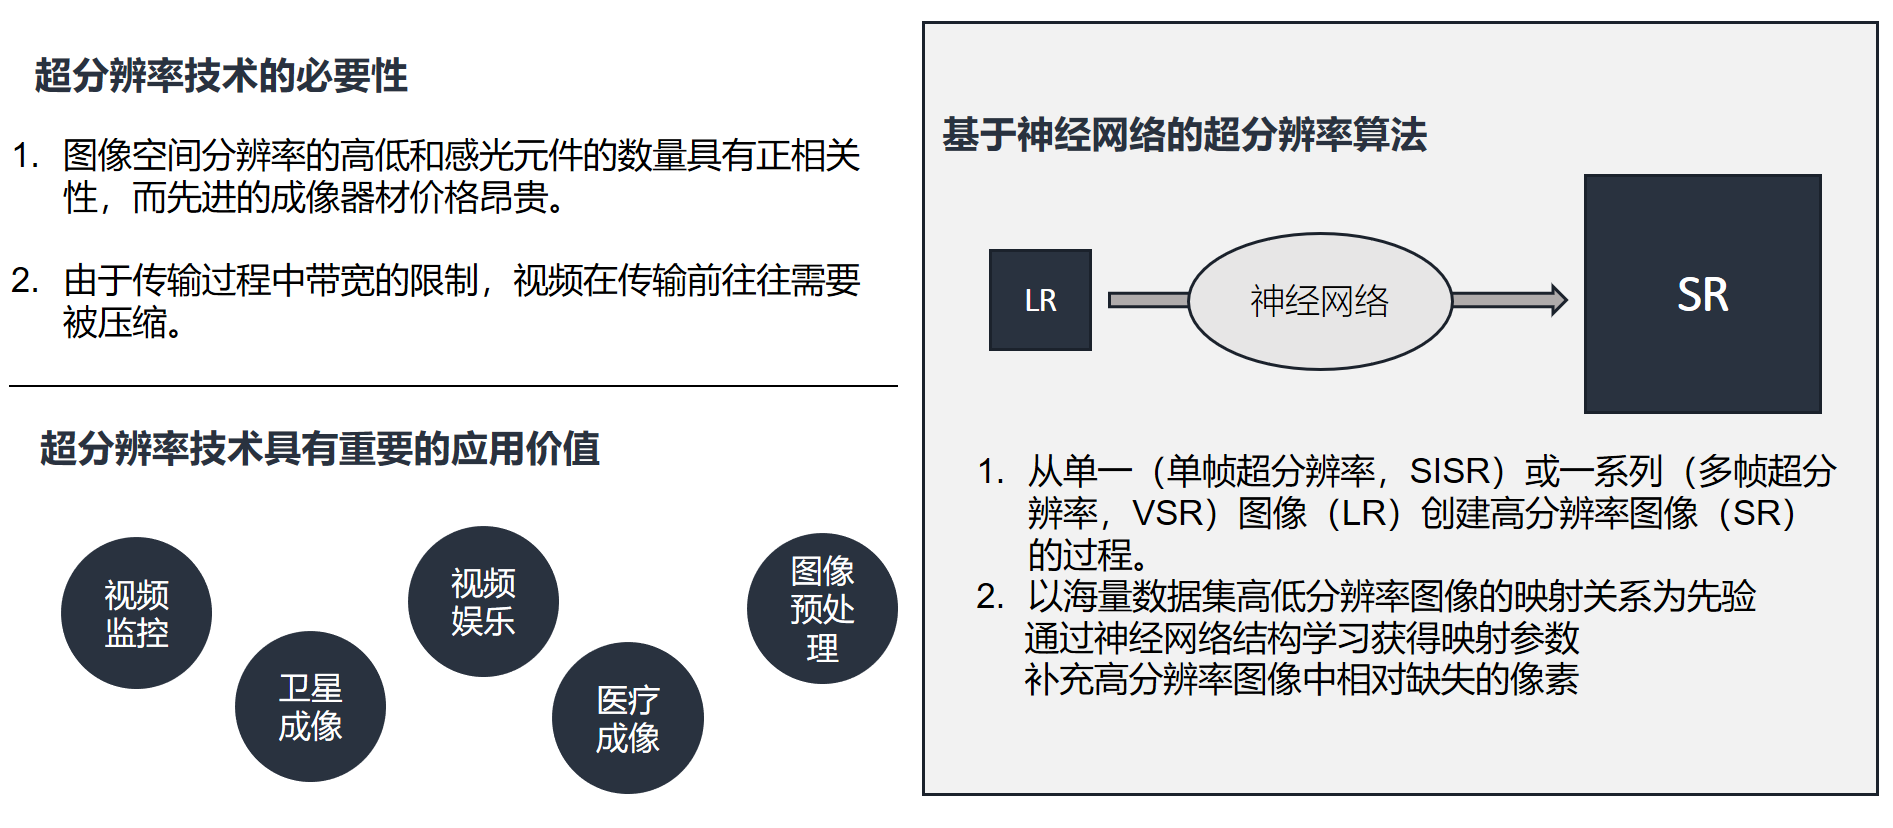 超分辨率技术的必要性
1. 图像空间分辨率的高低和感光元件的数量具有正相关
性，而先进的成像器材价格昂贵。
2. 由于传输过程中带宽的限制，视频在传输前往往需要
被压缩。
超分辨率技术具有重要的应用价值
视频
监控
卫星
成像
视频
娱乐
医疗
成像
图像
预处
理
基于神经网络的超分辨率算法
LR
神经网络
SR
1. 从单一（单帧超分辨率，SISR）或一系列（多帧超分
辨率，VSR）图像（LR）创建高分辨率图像（SR）
的过程。
2. 以海量数据集高低分辨率图像的映射关系为先验
通过神经网络结构学习获得映射参数
补充高分辨率图像中相对缺失的像素